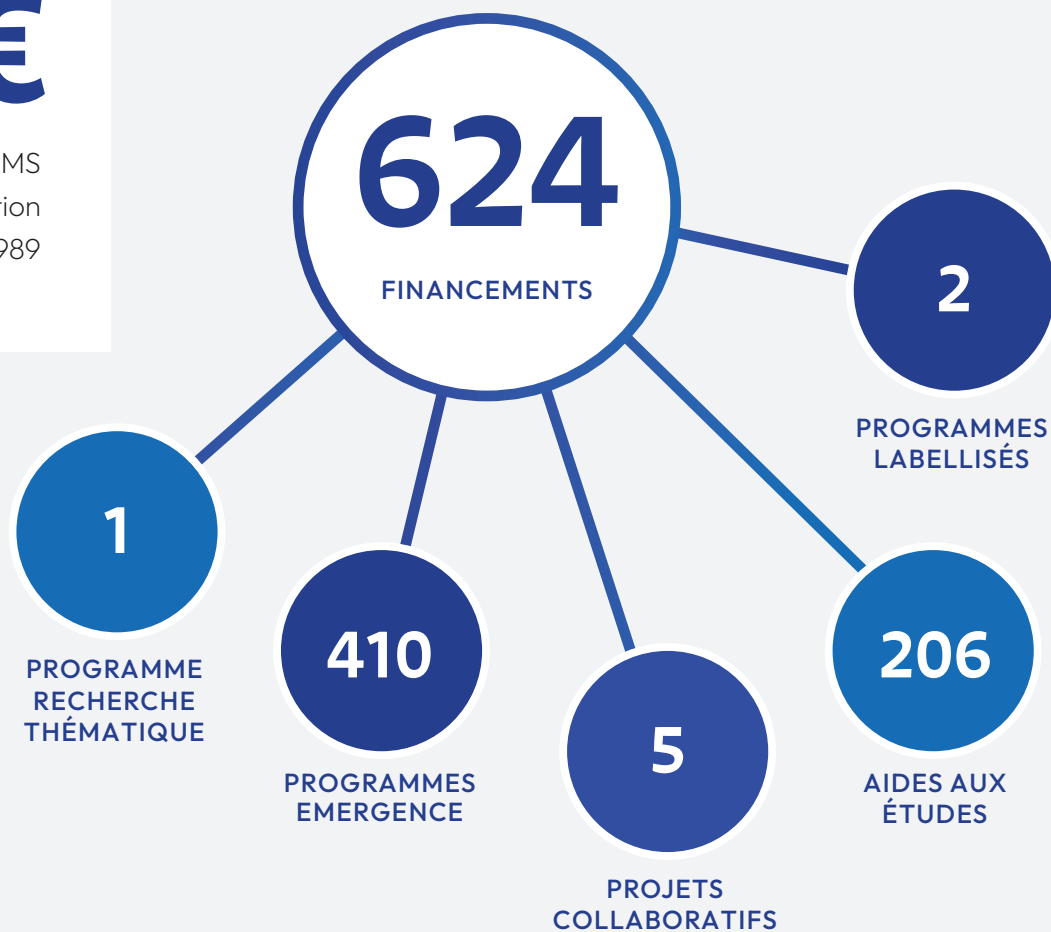 €
MS
989
624
FINANCEMENTS
2
PROGRAMMES
LABELLISÉS
1
PROGRAMME
RECHERCHE
THÉMATIQUE
410
PROGRAMMES
EMERGENCE
5
PROJETS
COLLABORATIFS
206
AIDES AUX
ÉTUDES